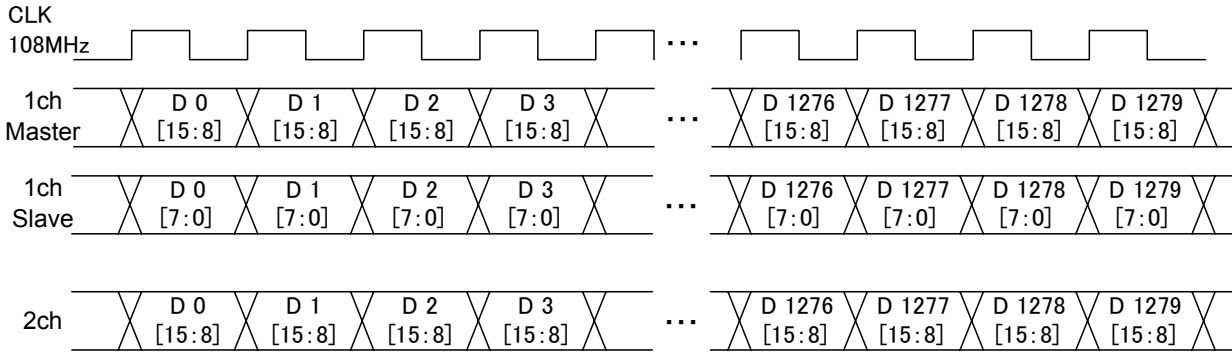 CLK
108MHz
...
1ch
Master
D 0 D 1 D 2 D 3 ... D 1276 D 1277 D 1278 D 1279
[15:8] [15:8] [15:8] [15:8] [15:8] [15:8] [15:8] [15:8]
1ch
Slave
D 0 D 1 D 2 D 3 ... D 1276 D 1277 D 1278 D 1279
[7:0] [7:0] [7:0] [7:0] [7:0] [7:0] [7:0] [7:0]
2ch
D 0 D 1 D 2 D 3 ... D 1276 D 1277 D 1278 D 1279
[15:8] [15:8] [15:8] [15:8] [15:8] [15:8] [15:8] [15:8]